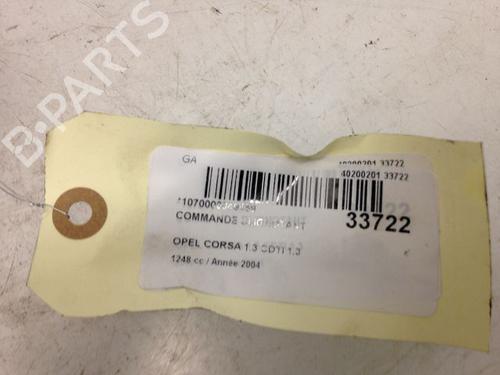 B-PARTS
GA
40200201 33722
40200201 33722
COMMANDE
33722
OPEL CORSA 1.3 CDTI 1.3
1248 cc / Année 2004